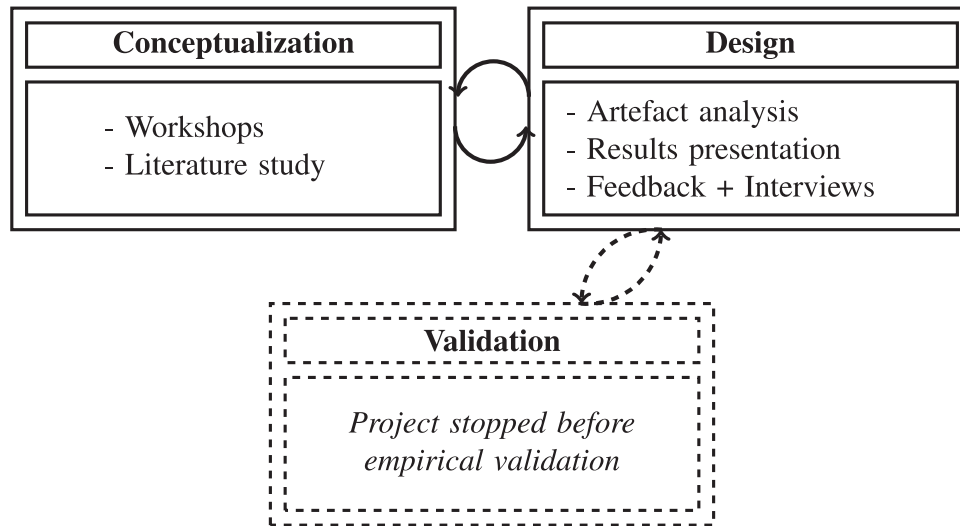 Conceptualization
- Workshops
- Literature study
Design
- Artefact analysis
- Results presentation
- Feedback + Interviews
Validation
Project stopped before
empirical validation